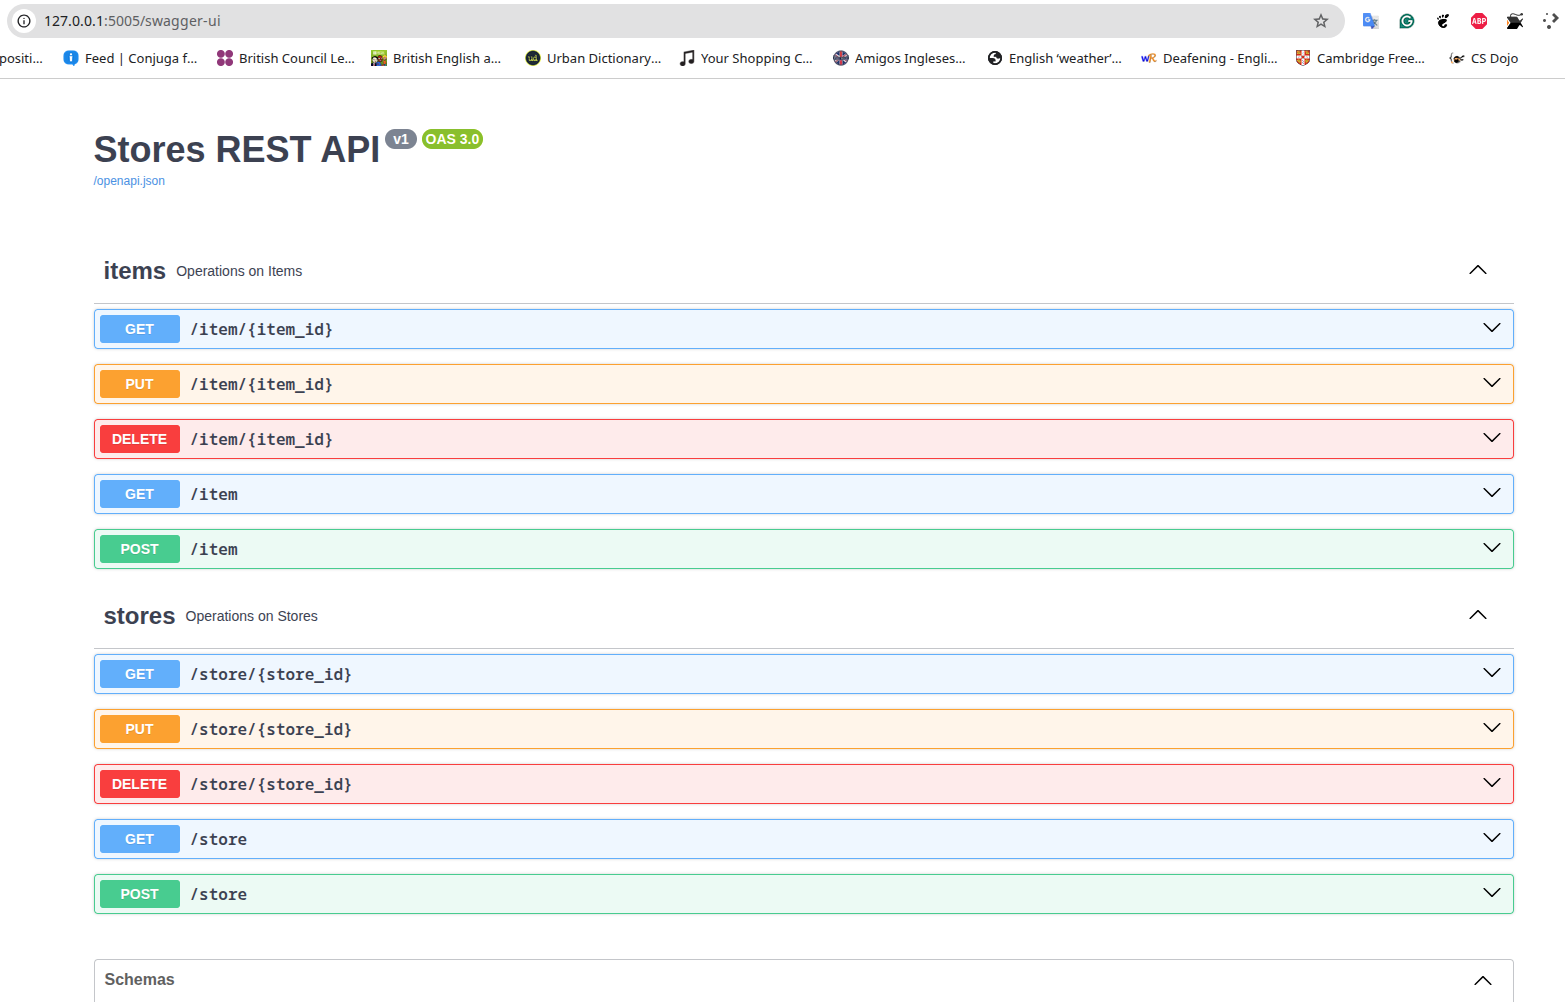 127.0.0.1:5005/swagger-ui
positi... Feed | Conjuga f... British Council Le... British English a... Urban Dictionary... Your Shopping C... Amigos Ingleses... English ‘weather’... Deafening - Engli... Cambridge Free... CS Dojo
Stores REST API v1 OAS 3.0
/openapi.json
items Operations on Items
GET /item/{item_id}
PUT /item/{item_id}
DELETE /item/{item_id}
GET /item
POST /item
stores Operations on Stores
GET /store/{store_id}
PUT /store/{store_id}
DELETE /store/{store_id}
GET /store
POST /store
Schemas